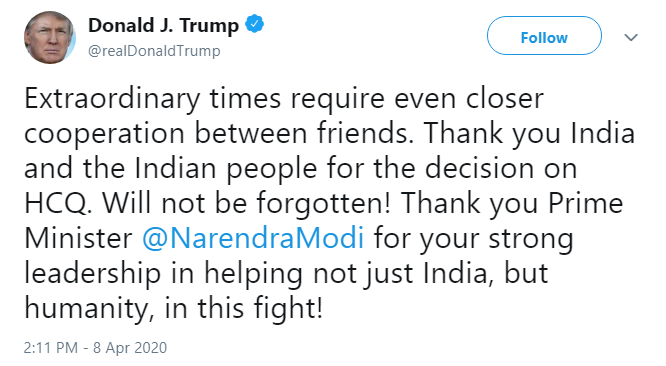 Donald J. Trump
@realDonaldTrump
Follow
Extraordinary times require even closer
cooperation between friends. Thank you India
and the Indian people for the decision on
HCQ. Will not be forgotten! Thank you Prime
Minister @NarendraModi for your strong
leadership in helping not just India, but
humanity, in this fight!
2:11 PM - 8 Apr 2020